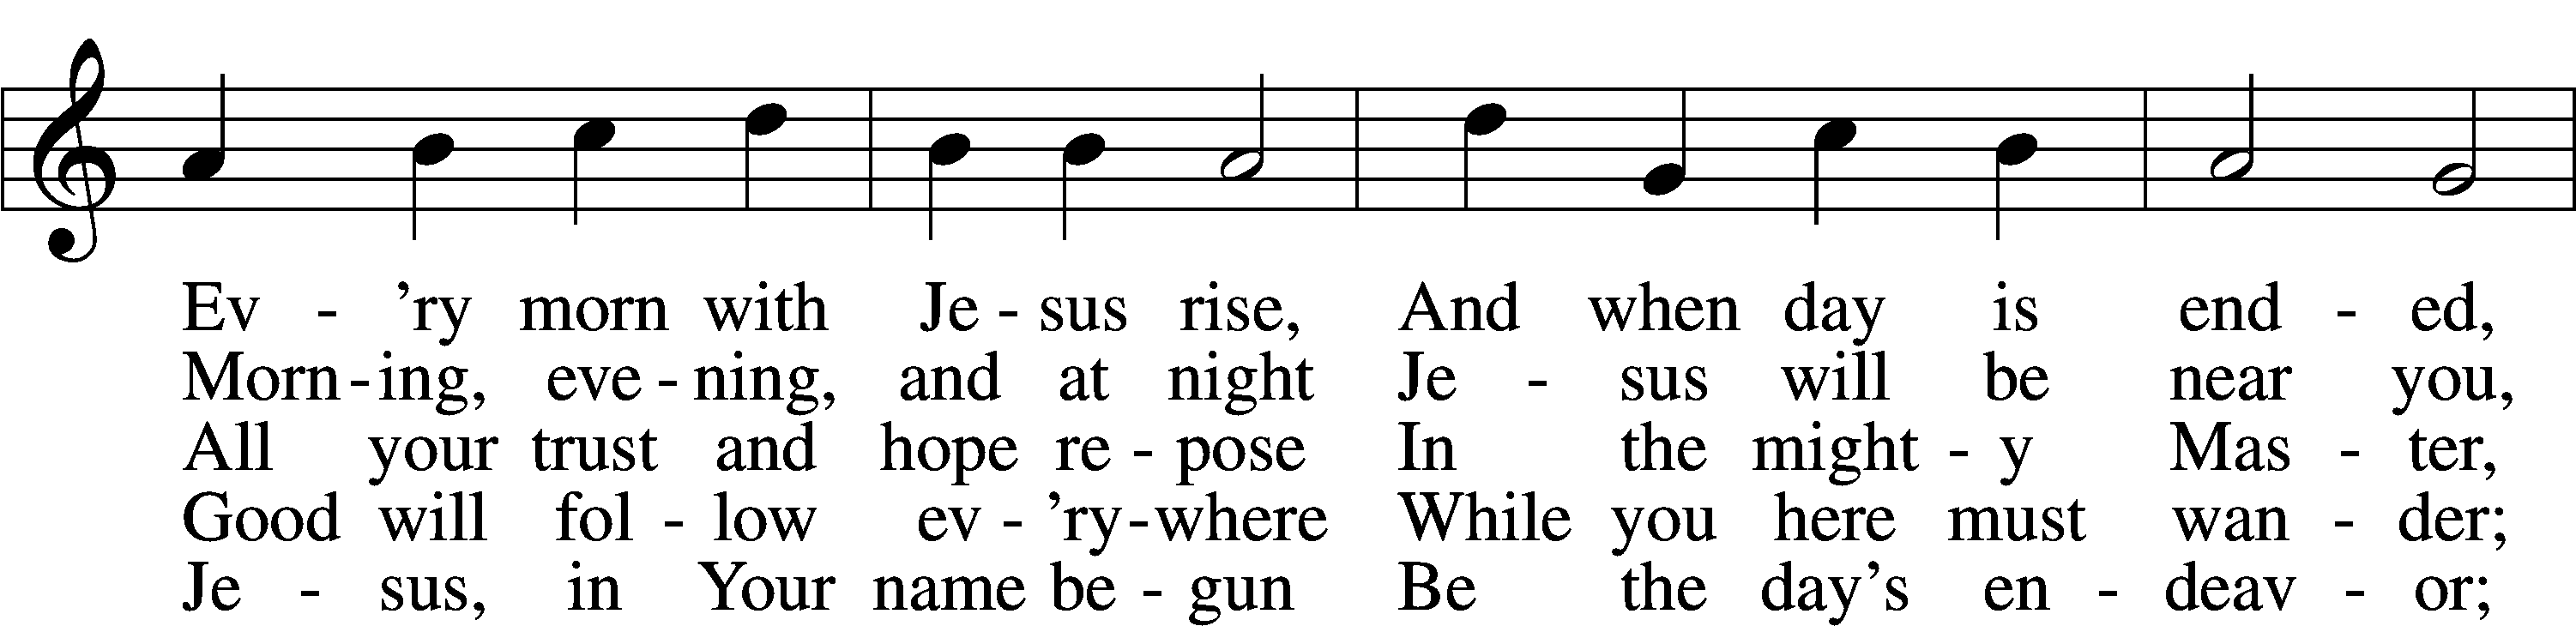 Ev - ’ry morn with Je - sus rise, And when day is end - ed,
Morn - ing, eve - ning, and at night Je - sus will be near you,
All your trust and hope re - pose In the might - y Mas - ter,
Good will fol - low ev - ’ry - where While you here must wan - der;
Je - sus, in Your name be - gun Be the day’s en - deav - or;